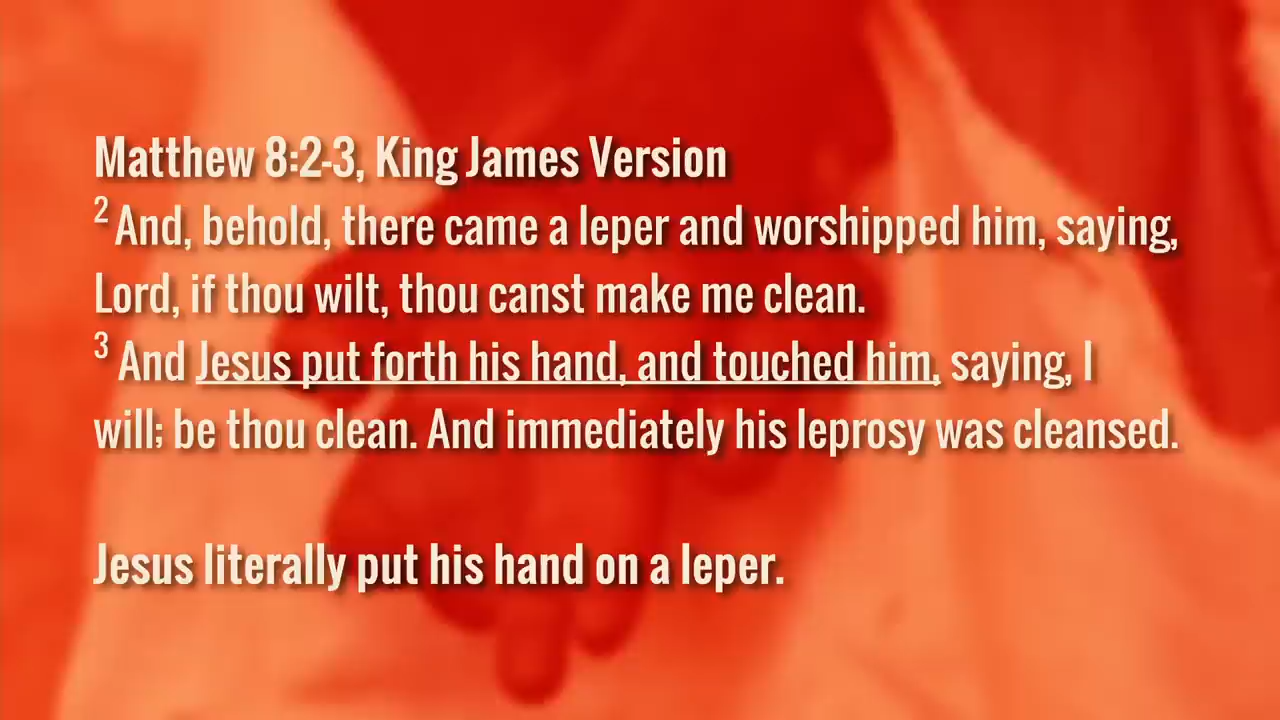 Matthew 8:2-3, King James Version
2 And, behold, there came a leper and worshipped him, saying,
Lord, if thou wilt, thou canst make me clean.
3 And Jesus put forth his hand, and touched him, saying, I
will; be thou clean. And immediately his leprosy was cleansed.
Jesus literally put his hand on a leper.